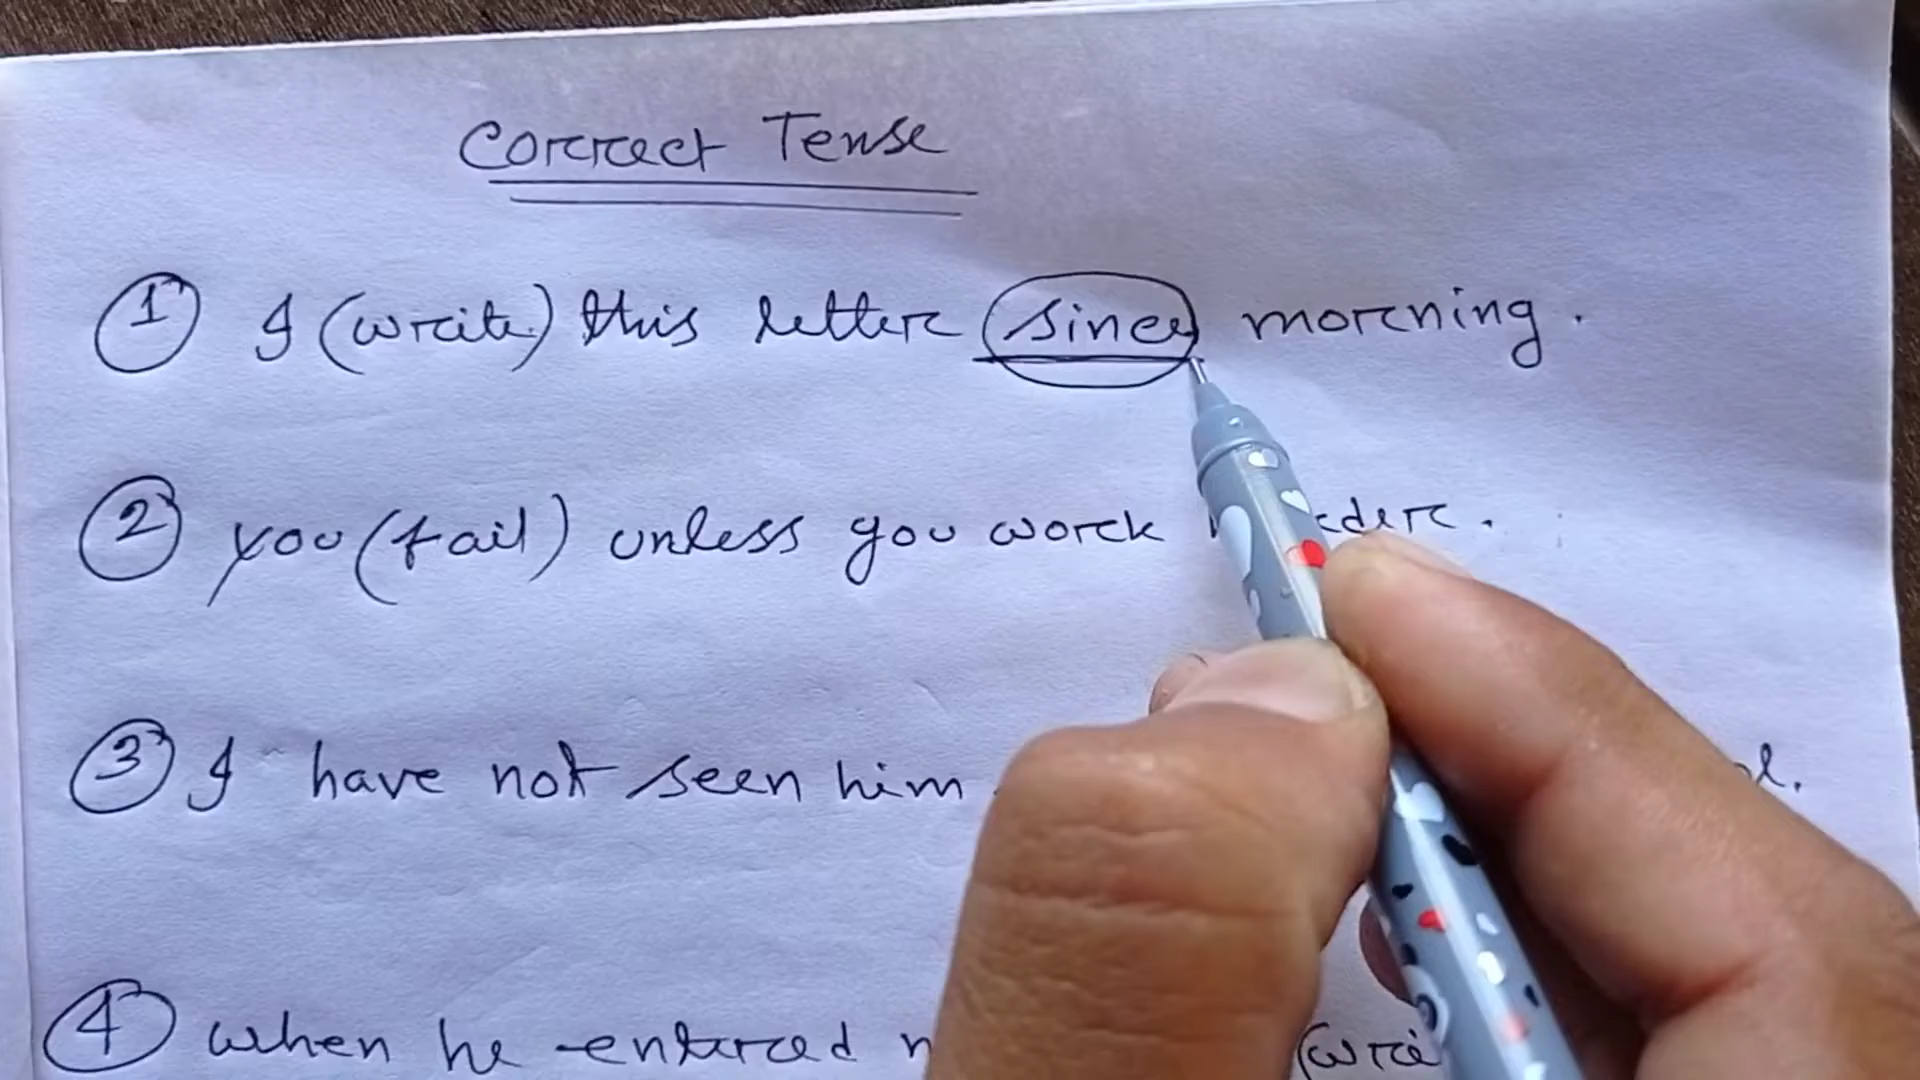 Correct Tense
① I (write) this letter since morning.
② You (fail) unless you work
③ I have not seen him
④ when he entered